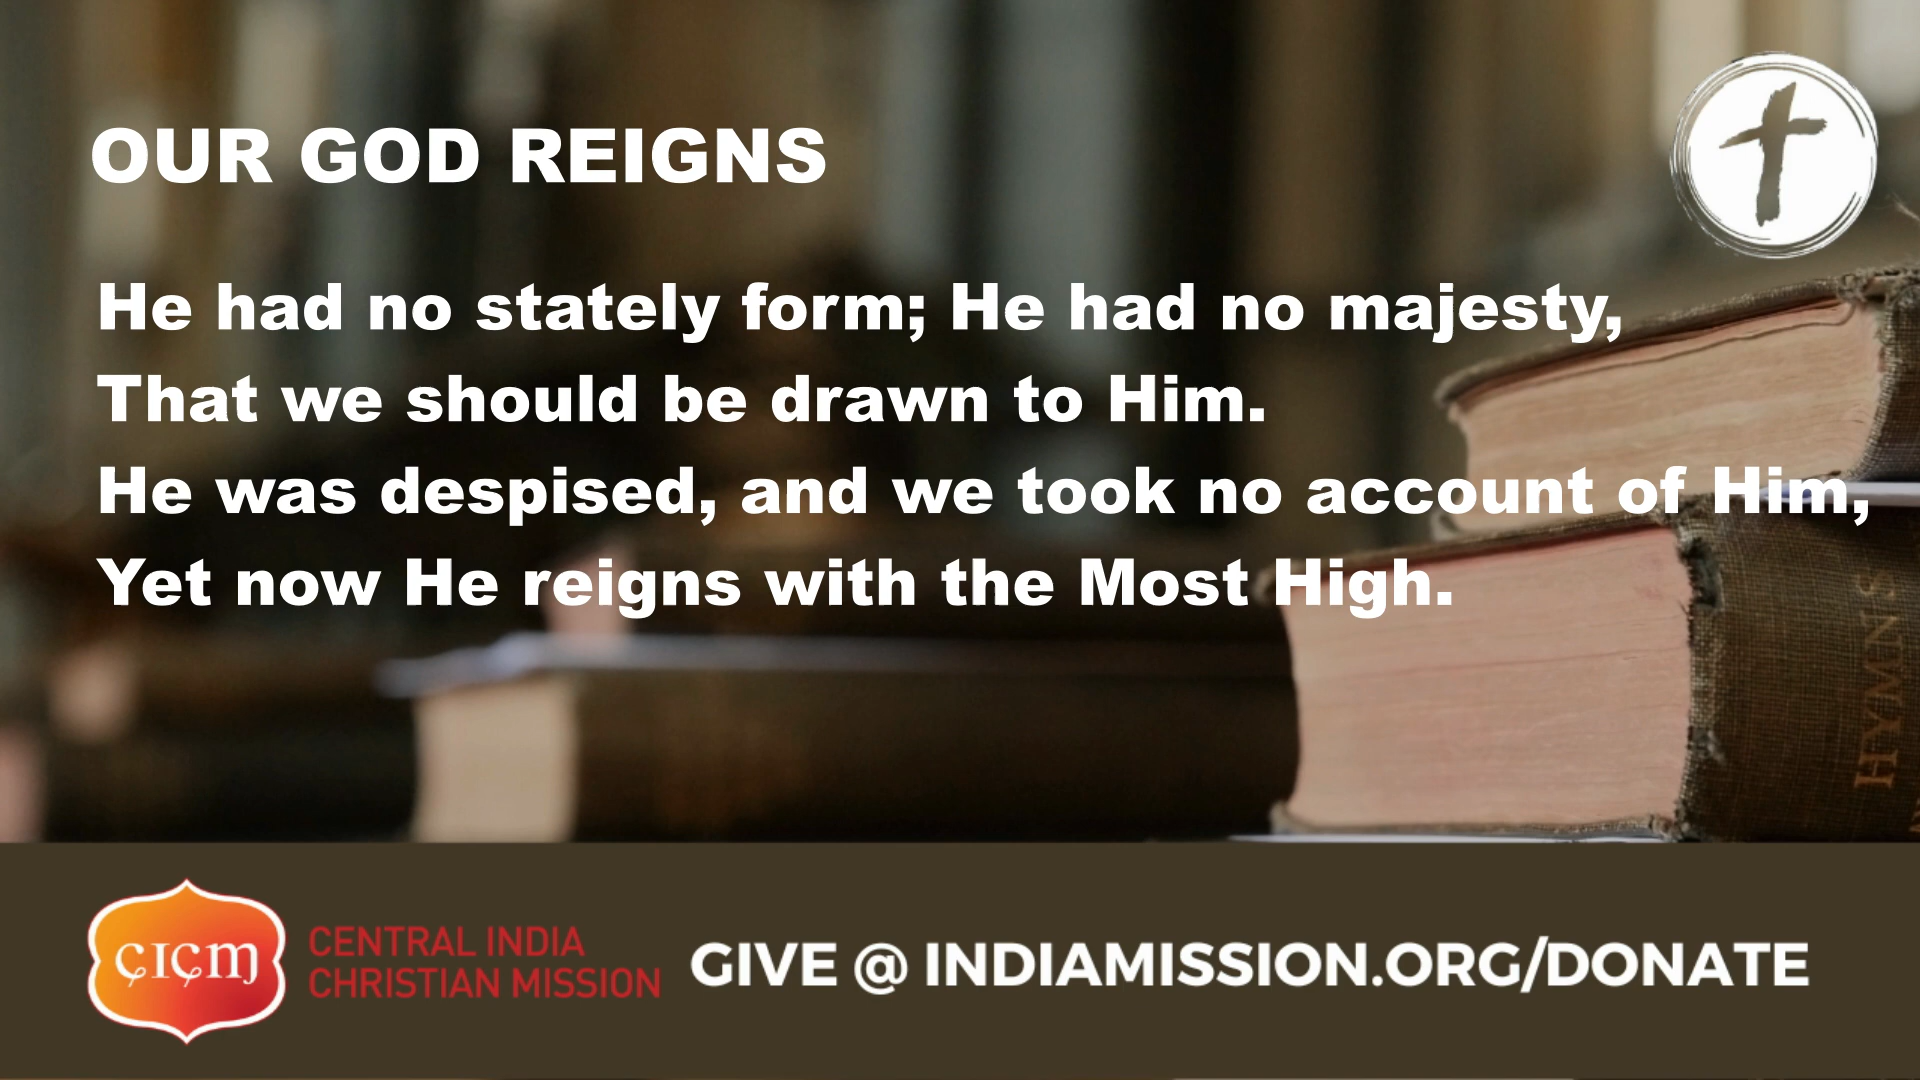 OUR GOD REIGNS
He had no stately form; He had no majesty,
That we should be drawn to Him.
He was despised, and we took no account of Him,
Yet now He reigns with the Most High.
HYMNS
CICM
CENTRAL INDIA
CHRISTIAN MISSION
GIVE @ INDIAMISSION.ORG/DONATE